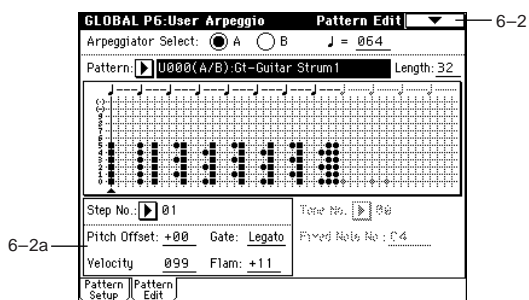 GLOBAL P6:User Arpeggio Pattern Edit
6–2
Arpeggiator Select: A B ♩ = 064
Pattern: U000(A/B):Gt-Guitar Strum1 Length: 32
Step No.: 01 Tone No. 00
Pitch Offset: +00 Gate: Legato Fixed Note No.: C4
6–2a
Velocity 099 Flam: +11
Pattern Setup Pattern Edit